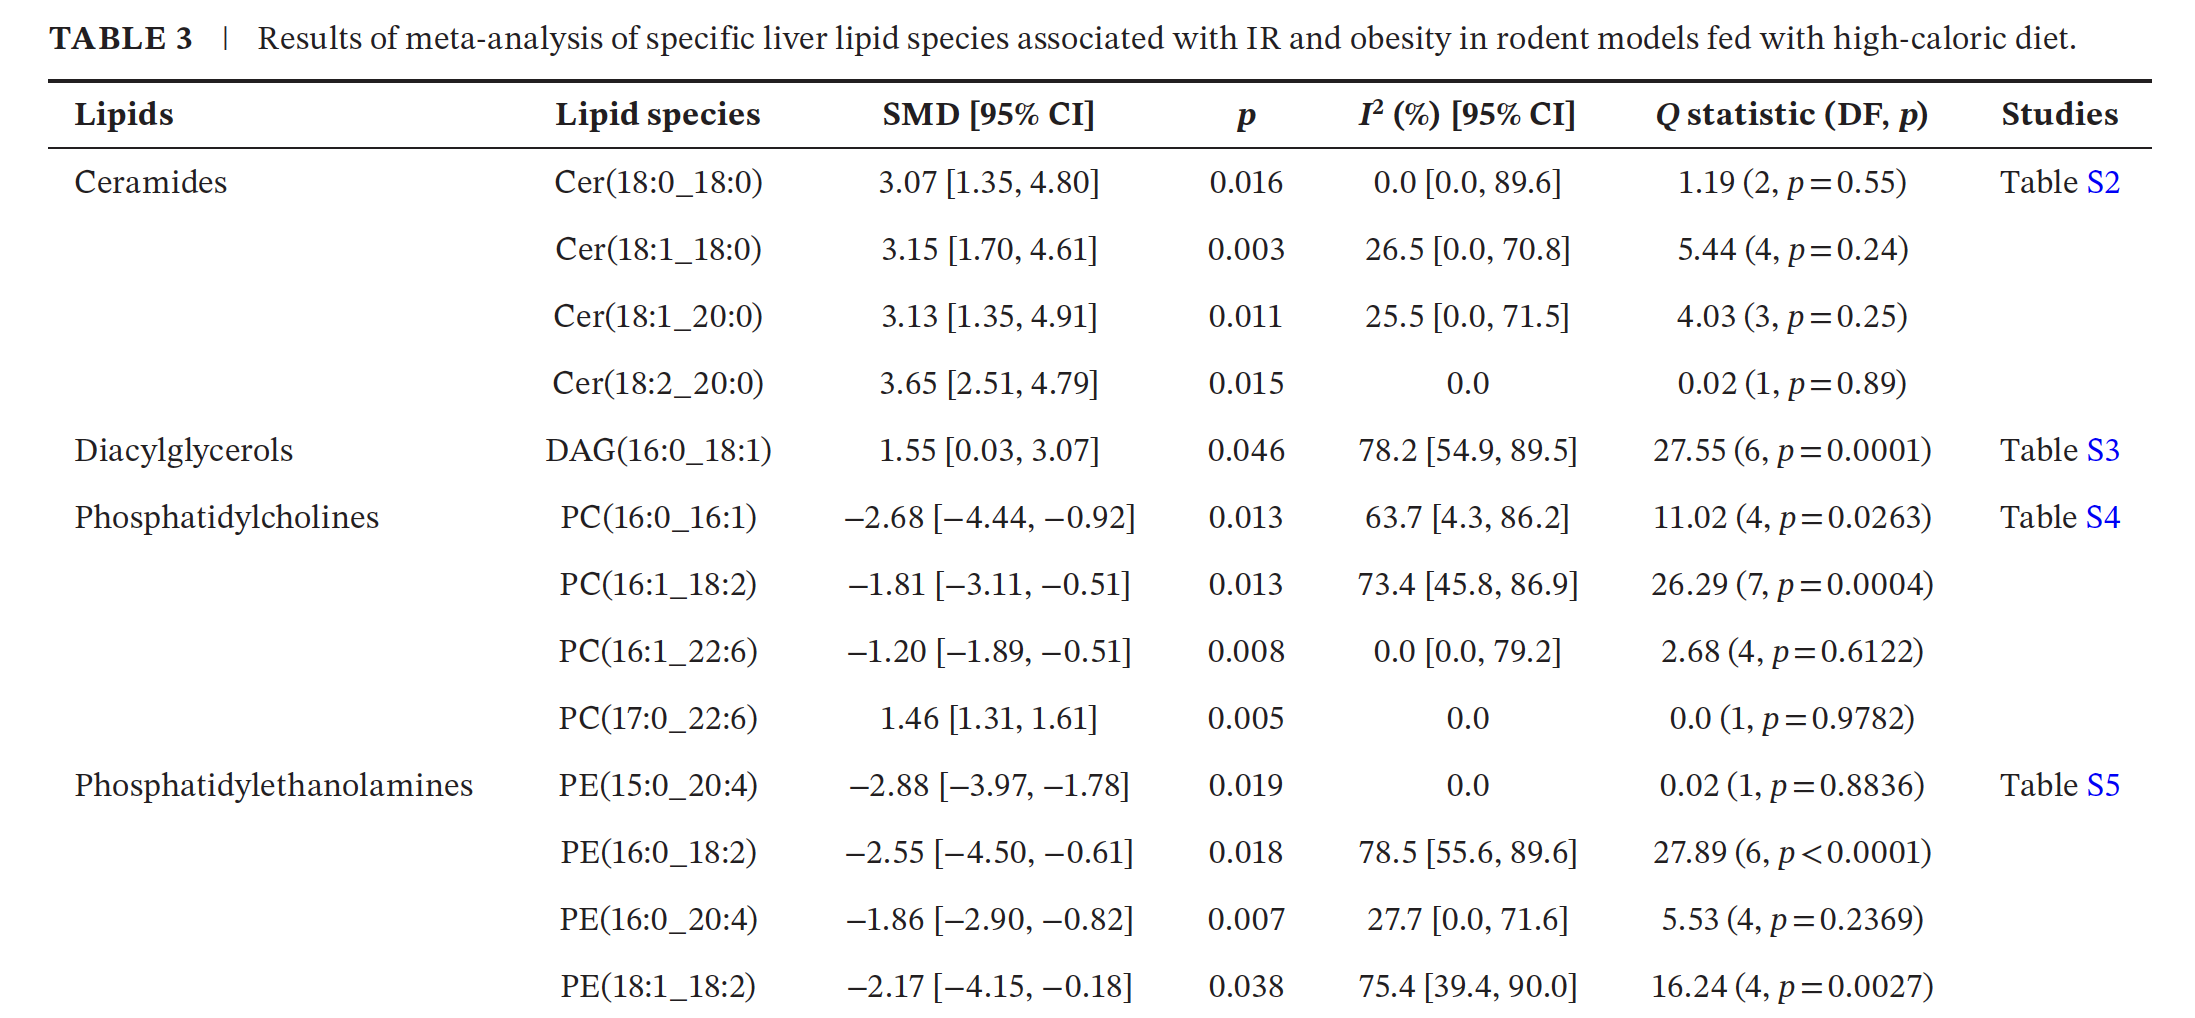 TABLE 3 | Results of meta-analysis of specific liver lipid species associated with IR and obesity in rodent models fed with high-caloric diet.
Lipids Lipid species SMD [95% CI] p I² (%) [95% CI] Q statistic (DF, p) Studies
Ceramides Cer(18:0_18:0) 3.07 [1.35, 4.80] 0.016 0.0 [0.0, 89.6] 1.19 (2, p=0.55) Table S2
Cer(18:1_18:0) 3.15 [1.70, 4.61] 0.003 26.5 [0.0, 70.8] 5.44 (4, p=0.24)
Cer(18:1_20:0) 3.13 [1.35, 4.91] 0.011 25.5 [0.0, 71.5] 4.03 (3, p=0.25)
Cer(18:2_20:0) 3.65 [2.51, 4.79] 0.015 0.0 0.02 (1, p=0.89)
Diacylglycerols DAG(16:0_18:1) 1.55 [0.03, 3.07] 0.046 78.2 [54.9, 89.5] 27.55 (6, p=0.0001) Table S3
Phosphatidylcholines PC(16:0_16:1) −2.68 [−4.44, −0.92] 0.013 63.7 [4.3, 86.2] 11.02 (4, p=0.0263) Table S4
PC(16:1_18:2) −1.81 [−3.11, −0.51] 0.013 73.4 [45.8, 86.9] 26.29 (7, p=0.0004)
PC(16:1_22:6) −1.20 [−1.89, −0.51] 0.008 0.0 [0.0, 79.2] 2.68 (4, p=0.6122)
PC(17:0_22:6) 1.46 [1.31, 1.61] 0.005 0.0 0.0 (1, p=0.9782)
Phosphatidylethanolamines PE(15:0_20:4) −2.88 [−3.97, −1.78] 0.019 0.0 0.02 (1, p=0.8836) Table S5
PE(16:0_18:2) −2.55 [−4.50, −0.61] 0.018 78.5 [55.6, 89.6] 27.89 (6, p<0.0001)
PE(16:0_20:4) −1.86 [−2.90, −0.82] 0.007 27.7 [0.0, 71.6] 5.53 (4, p=0.2369)
PE(18:1_18:2) −2.17 [−4.15, −0.18] 0.038 75.4 [39.4, 90.0] 16.24 (4, p=0.0027)